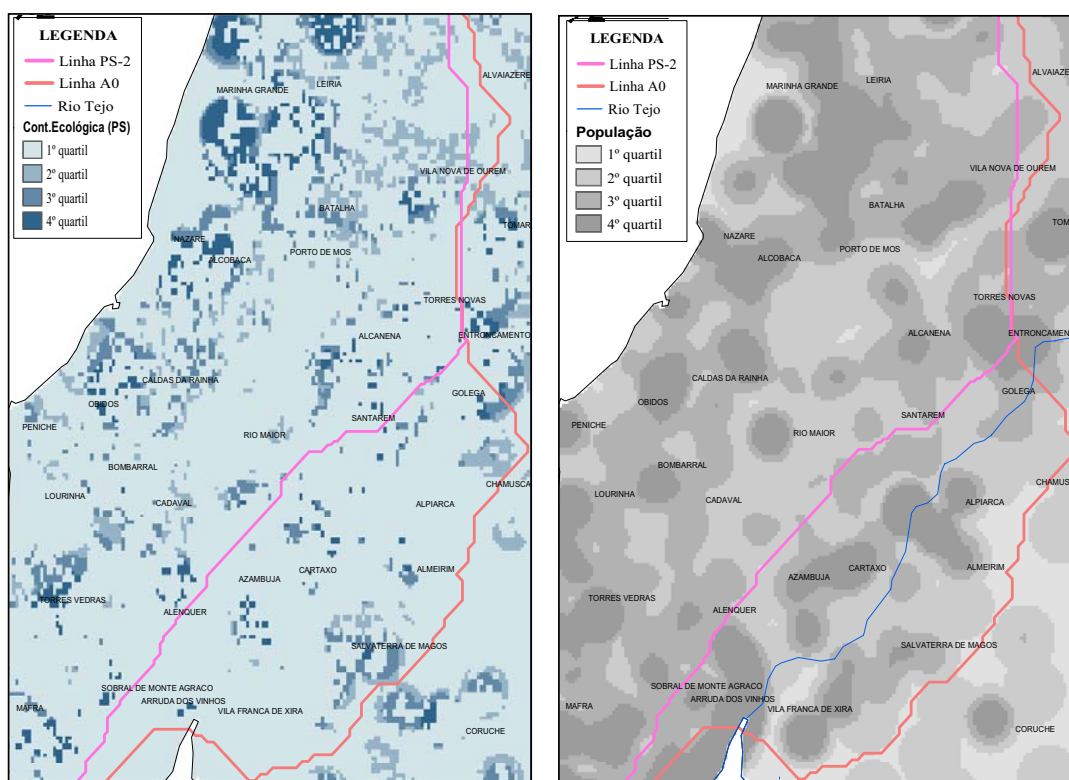 LEGENDA
Linha PS-2
Linha A0
Rio Tejo
Cont.Ecológica (PS)
1º quartil
2º quartil
3º quartil
4º quartil
ALVAIAZERE
LEIRIA
MARINHA GRANDE
VILA NOVA DE OUREM
BATALHA
TOMAR
NAZARE
PORTO DE MOS
ALCOBACA
TORRES NOVAS
ALCANENA
ENTRONCAMENTO
CALDAS DA RAINHA
GOLEGA
OBIDOS
SANTAREM
PENICHE
RIO MAIOR
BOMBARRAL
CHAMUSCA
LOURINHA
CADAVAL
ALPIARCA
CARTAXO
ALMEIRIM
AZAMBUJA
TORRES VEDRAS
ALENQUER
SALVATERRA DE MAGOS
SOBRAL DE MONTE AGRACO
ARRUDA DOS VINHOS
MAFRA
VILA FRANCA DE XIRA
CORUCHE
LEGENDA
Linha PS-2
Linha A0
Rio Tejo
População
1º quartil
2º quartil
3º quartil
4º quartil
ALVAIAZE
LEIRIA
MARINHA GRANDE
VILA NOVA DE OUREM
BATALHA
TOM
NAZARE
PORTO DE MOS
ALCOBACA
TORRES NOVAS
ALCANENA
ENTRONCAMEN
CALDAS DA RAINHA
GOLEGA
OBIDOS
SANTAREM
PENICHE
RIO MAIOR
BOMBARRAL
CHAMUS
LOURINHA
CADAVAL
ALPIARCA
CARTAXO
ALMEIRIM
AZAMBUJA
TORRES VEDRAS
ALENQUER
SALVATERRA DE MAGOS
SOBRAL DE MONTE AGRACO
ARRUDA DOS VINHOS
MAFRA
VILA FRANCA DE XIRA
CORUCHE